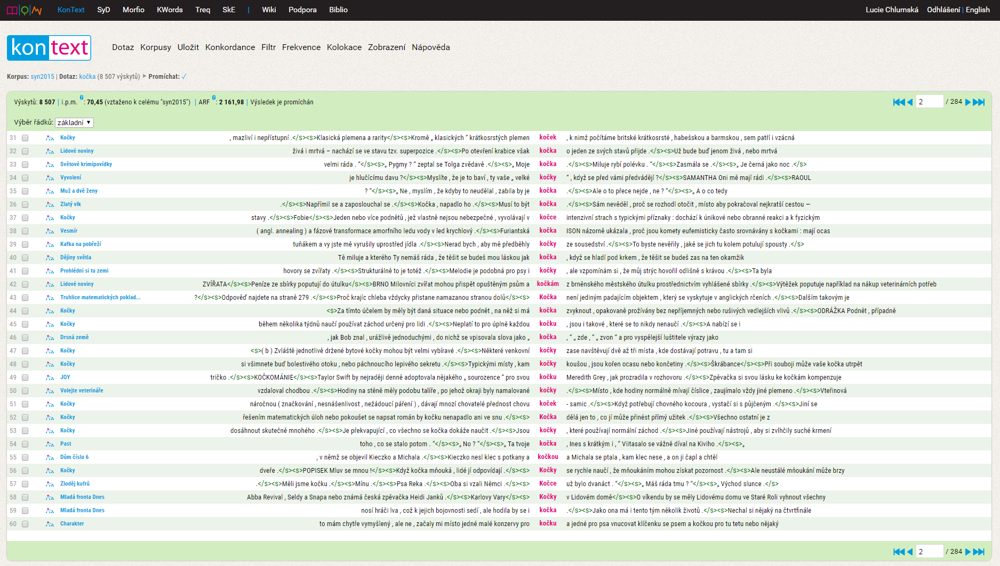 KonText SyD Morfio KWords Treq SkE | Wiki Podpora Biblio Lucie Chlumská Odhlášení | English
kontext Dotaz Korpusy Uložit Konkordance Filtr Frekvence Kolokace Zobrazení Nápověda
Korpus: syn2015 | Dotaz: kočka (8 507 výskytů) Promíchat: ✓
Výskytů: 8 507 | i.p.m. ?: 70,45 (vztaženo k celému "syn2015") | ARF ?: 2 161,98 | Výsledek je promíchán 2 / 284
Výběr řádků: základní
31 Kočky , mazliví i nepřístupní .</s><s>Klasická plemena a rarity</s><s>Kromě „ klasických “ krátkosrstých plemen koček , k nimž počítáme britské krátkosrsté , habešskou a barmskou , sem patří i vzácná
32 Lidové noviny živá i mrtvá – nachází se ve stavu tzv. superpozice .</s><s>Po otevření krabice však kočka o jeden ze svých stavů přijde .</s><s>Už bude buď jenom živá , nebo mrtvá
33 Světové krimipovídky velmi ráda . “</s><s>„ Pygmy ? “ zeptal se Tolga zvědavě .</s><s>„ Moje kočka .</s><s>Miluje rybí polévku . “</s><s>Zasmála se .</s><s>„ Je černá jako noc .</s>
34 Vyvolení je hlučícímu davu ?</s><s>Myslíte , že je to baví , ty vaše „ velké kočky “ , když se před vámi předvádějí ?</s><s>SAMANTHA Oni mě mají rádi .</s><s>RAOUL
35 Muž a dvě ženy ? “</s><s>„ Ne , myslím , že kdyby to neudělal , zabila by je kočka .</s><s>Ale o to přece nejde , ne ? “</s><s>„ A o co tedy
36 Zlatý vlk .</s><s>Napřímil se a zaposlouchal se .</s><s>Kočka , napadlo ho .</s><s>Musí to být kočka .</s><s>Sám nevěděl , proč se rozhodl otočit , místo aby pokračoval nejkratší cestou —
37 Kočky stavy .</s><s>Fobie</s><s>Jeden nebo více podnětů , jež vlastně nejsou nebezpečné , vyvolávají v kočce intenzivní strach s typickými příznaky : dochází k únikové nebo obranné reakci a k fyzickým
38 Vesmír ( angl. annealing ) a fázové transformace amorfního ledu vody v led krychlový .</s><s>Furiantská kočka ISON názorně ukázala , proč jsou komety eufemisticky často srovnávány s kočkami : mají ocas
39 Kafka na pobřeží tuňákem a vy jste mě vyrušily uprostřed jídla .</s><s>Nerad bych , aby mě předběhly kočky ze sousedství .</s><s>To byste nevěřily , jaké se jich tu kolem potulují spousty .</s>
40 Dějiny světla Tě miluje a kterého Ty nemáš ráda , že těšit se budeš mou láskou jak kočka , když se hladí pod krkem , že těšit se budeš zas na ten okamžik
41 Prohlédni si tu zemi hovory se zvířaty .</s><s>Strukturálně to je totéž .</s><s>Melodie je podobná pro psy i kočky , ale vzpomínám si , že můj strýc hovořil odlišně s krávou .</s><s>Ta byla
42 Lidové noviny ZVÍŘATA</s><s>Peníze ze sbírky poputují do útulku</s><s>BRNO Milovníci zvířat mohou přispět opuštěným psům a kočkám z brněnského městského útulku prostřednictvím vyhlášené sbírky .</s><s>Výtěžek poputuje například na nákup veterinárních potřeb
43 Truhlice matematických poklad... ?</s><s>Odpověď najdete na straně 279 .</s><s>Proč krajíc chleba vždycky přistane namazanou stranou dolů</s><s> Kočka není jediným padajícím objektem , který se vyskytuje v anglických rčeních .</s><s>Dalším takovým je
44 Kočky <s>Za tímto účelem by měly být daná situace nebo podnět , na něž si má kočka zvyknout , opakovaně prožívány bez nepříjemných nebo rušivých vedlejších vlivů .</s><s>ODRÁŽKA Podnět , případně
45 Kočky během několika týdnů naučí používat záchod určený pro lidi .</s><s>Neplatí to pro úplně každou kočku , jsou i takové , které se to nikdy nenaučí .</s><s>A nabízí se i
46 Drsná země , jak Bob znal , urážlivě jednoduchými , do nichž se vpisovala slova jako „ kočka , “ „ zde , “ „ zvon “ a pro vyspělejší luštitele výrazy jako
47 Kočky <s>( b ) Zvláště jednotlivě držené bytové kočky mohou být velmi vybíravé .</s><s>Některé venkovní kočky zase navštěvují dvě až tři místa , kde dostávají potravu , tu a tam si
48 Kočky si všimnete buď bolestivého otoku , nebo páchnoucího lepivého sekretu .</s><s>Typickými místy , kam kočky koušou , jsou kořen ocasu nebo končetiny .</s><s>Škrábance</s><s>Při souboji může vaše kočka utrpět
49 JOY tričko .</s><s>KOČKOMÁNIE</s><s>Taylor Swift by nejraději denně adoptovala nějakého „ sourozence “ pro svou kočku Meredith Grey , jak prozradila v rozhovoru .</s><s>Zpěvačka si svou lásku ke kočkám kompenzuje
50 Volejte veterináře vzdaloval chodbou .</s><s>Hodiny na stěně měly podobu talíře , po jehož okraji byly namalované kočky .</s><s>Místo , kde hodiny normálně mívají číslice , zaujímalo vždy jiné plemeno .</s><s>Vteřinová
51 Kočky náročnou ( značkování , nesnášenlivost , nežádoucí páření ) , dávají mnozí chovatelé přednost chovu koček - samic .</s><s>Když potřebují chovného kocoura , vystačí si s půjčeným .</s><s>Jiní se
52 Kočky řešením matematických úloh nebo pokoušet se napsat román by kočku nenapadlo ani ve snu .</s><s> Kočka dělá jen to , co jí může přinést přímý užitek .</s><s>Všechno ostatní je z
53 Kočky dosáhnout skutečně mnohého .</s><s>Je překvapující , co všechno se kočka dokáže naučit .</s><s>Jsou kočky , které používají normální záchod .</s><s>Jiné používají nástrojů , aby si zvlhčily suché krmení
54 Past toho , co se stalo potom . “</s><s>„ No ? “</s><s>„ Ta tvoje kočka , Ines s krátkým i , “ Viitasalo se vážně díval na Kiviho .</s><s>„
55 Dům číslo 6 , v němž se objevil Kieczko a Michala .</s><s>Kieczko nesl klec s potkany a kočkou a Michala se ptala , kam klec nese , a on ji čapl a chtěl
56 Kočky dveře .</s><s>POPISEK Mluv se mnou !</s><s>Když kočka mňouká , lidé jí odpovídají .</s><s> Kočky se rychle naučí , že mňoukáním mohou získat pozornost .</s><s>Ale neustálé mňoukání může brzy
57 Zloděj kufrů .</s><s>Měli jsme kočku .</s><s>Mínu .</s><s>Psa Reka .</s><s>Oba si vzali Němci .</s><s> Kočce už bylo dvanáct . “</s><s>„ Máš ráda tmu ? “</s><s>„ Východ slunce .</s>
58 Mladá fronta Dnes Abba Revival , Seldy a Snapa nebo známá česká zpěvačka Heidi Janků .</s><s>Karlovy Vary</s><s> Kočky v Lidovém domě</s><s>O víkendu by se měly Lidovému domu ve Staré Roli vyhnout všechny
59 Mladá fronta Dnes nosí hráči lva , což k jejich bojovnosti sedí , ale hodila by se i kočka .</s><s>Jako ona má i tento tým několik životů .</s><s>Nechal si nějaký na čtvrtfinále
60 Charakter to mám chytře vymyšlený , ale ne , začaly mi místo jedné malé konzervy pro kočku a jedné pro psa vnucovat klíčenku se psem a kočkou pro tu tetu nebo nějaký
2 / 284